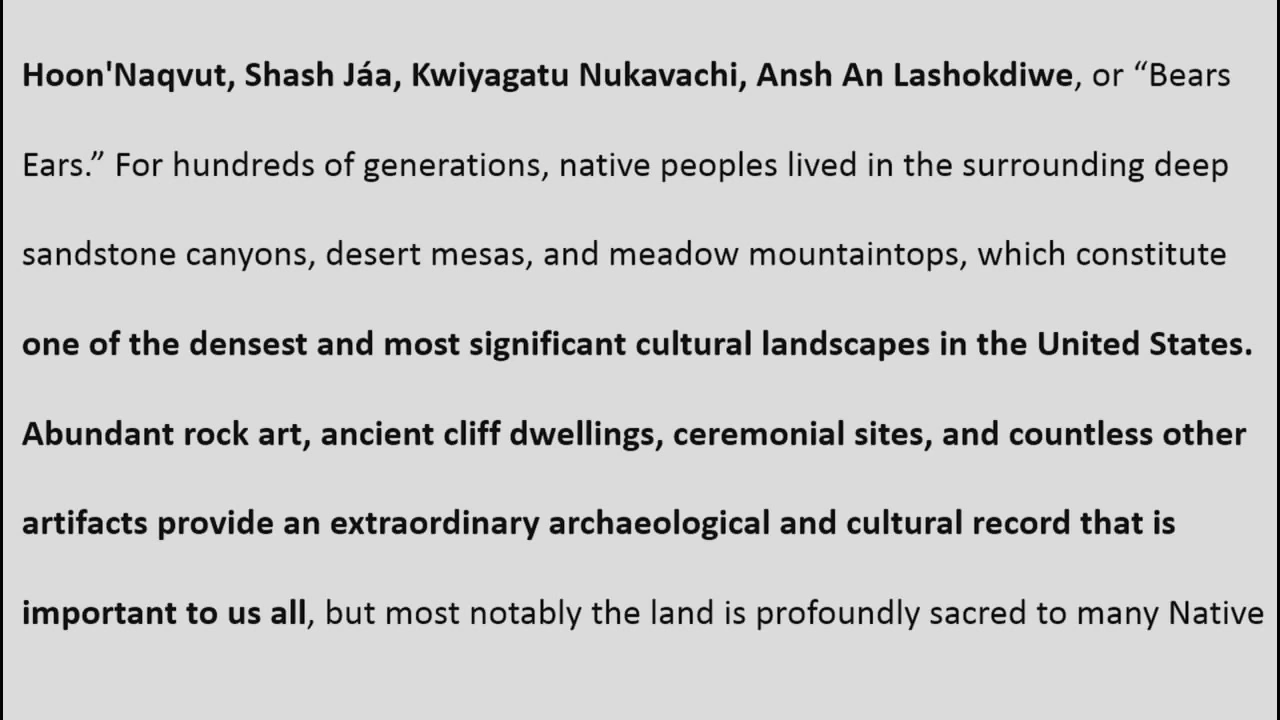 Hoon'Naqvut, Shash Jáa, Kwiyagatu Nukavachi, Ansh An Lashokdiwe, or “Bears
Ears.” For hundreds of generations, native peoples lived in the surrounding deep
sandstone canyons, desert mesas, and meadow mountaintops, which constitute
one of the densest and most significant cultural landscapes in the United States.
Abundant rock art, ancient cliff dwellings, ceremonial sites, and countless other
artifacts provide an extraordinary archaeological and cultural record that is
important to us all, but most notably the land is profoundly sacred to many Native